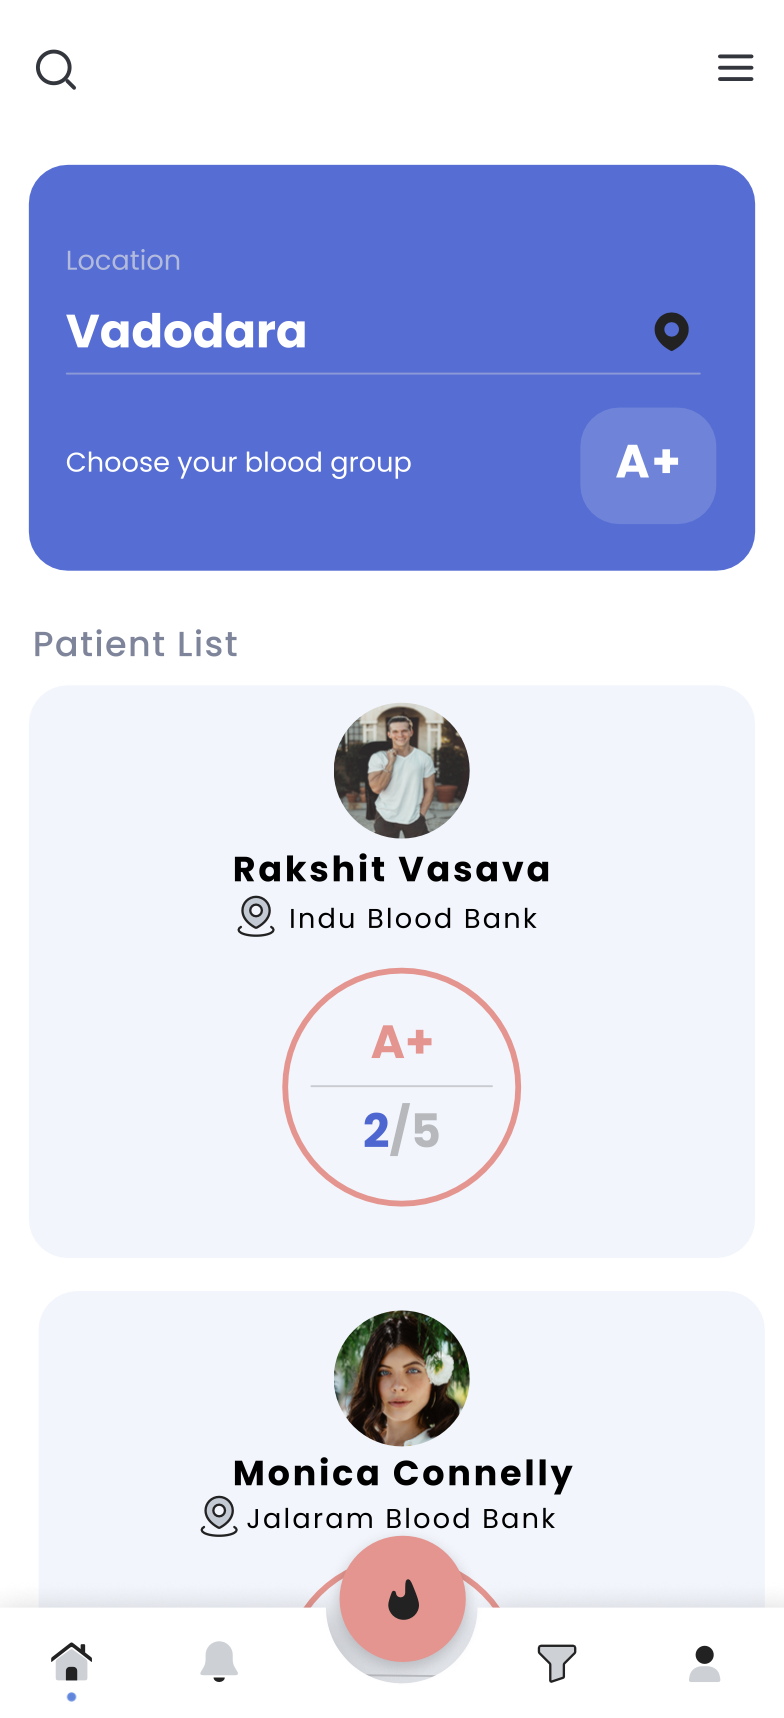 Location
Vadodara
Choose your blood group
A+
Patient List
Rakshit Vasava
Indu Blood Bank
A+
2/5
Monica Connelly
Jalaram Blood Bank